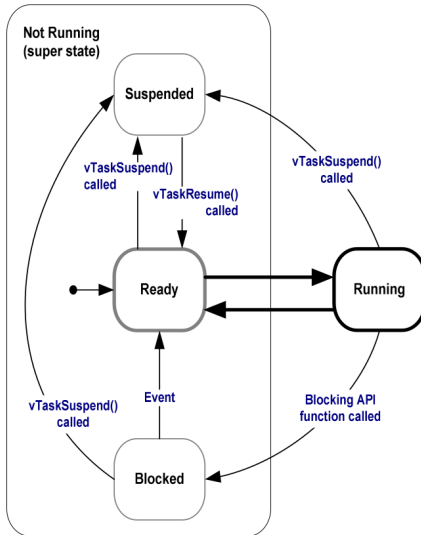 Not Running
(super state)
Suspended
vTaskSuspend()
called
vTaskResume()
called
vTaskSuspend()
called
Ready
Running
Event
vTaskSuspend()
called
Blocking API
function called
Blocked